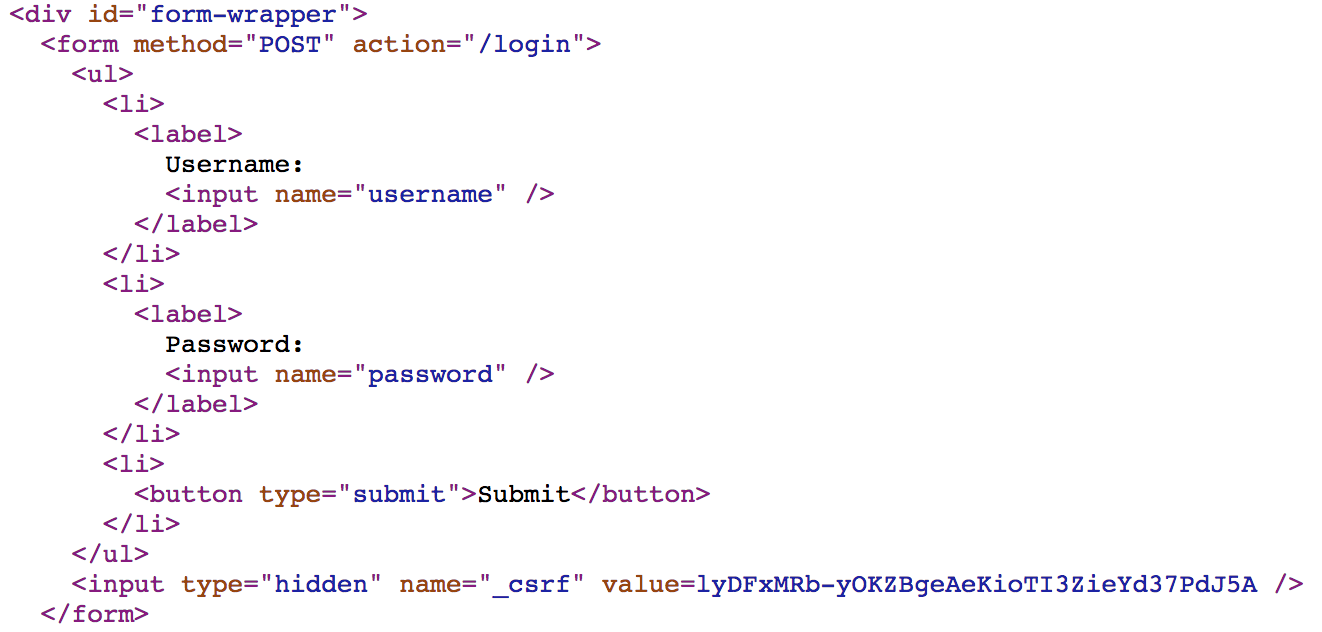 <div id="form-wrapper">
  <form method="POST" action="/login">
    <ul>
      <li>
        <label>
          Username:
          <input name="username" />
        </label>
      </li>
      <li>
        <label>
          Password:
          <input name="password" />
        </label>
      </li>
      <li>
        <button type="submit">Submit</button>
      </li>
    </ul>
    <input type="hidden" name="_csrf" value=lyDFxMRb-yOKZBgeAeKioTI3ZieYd37PdJ5A />
  </form>